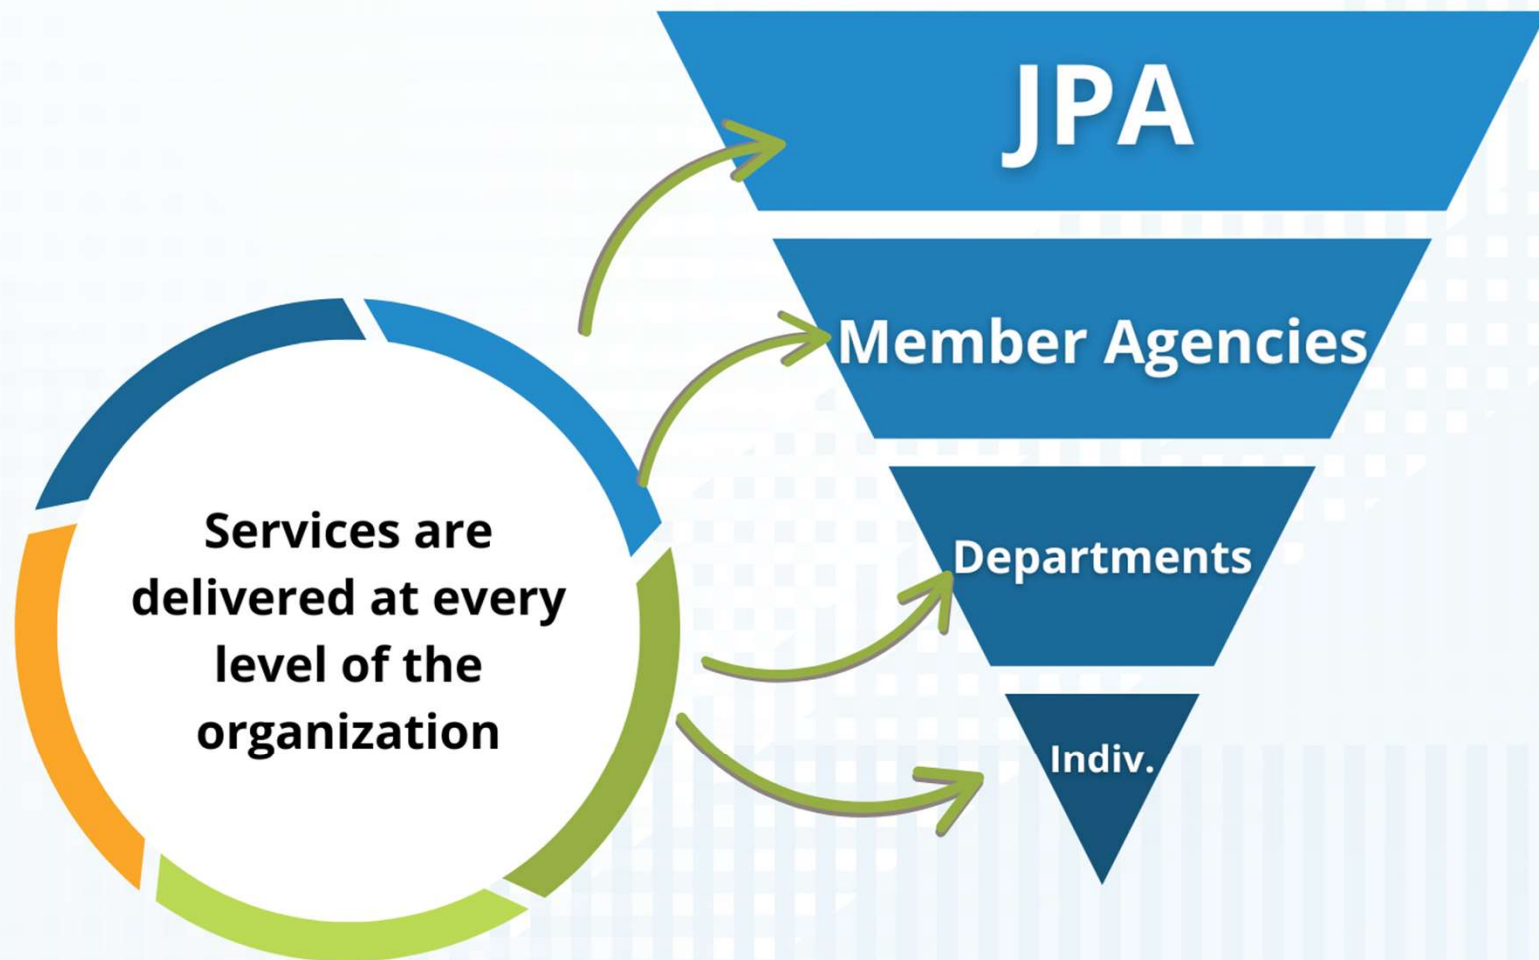 JPA
Member Agencies
Services are
delivered at every
level of the
organization
Departments
Indiv.